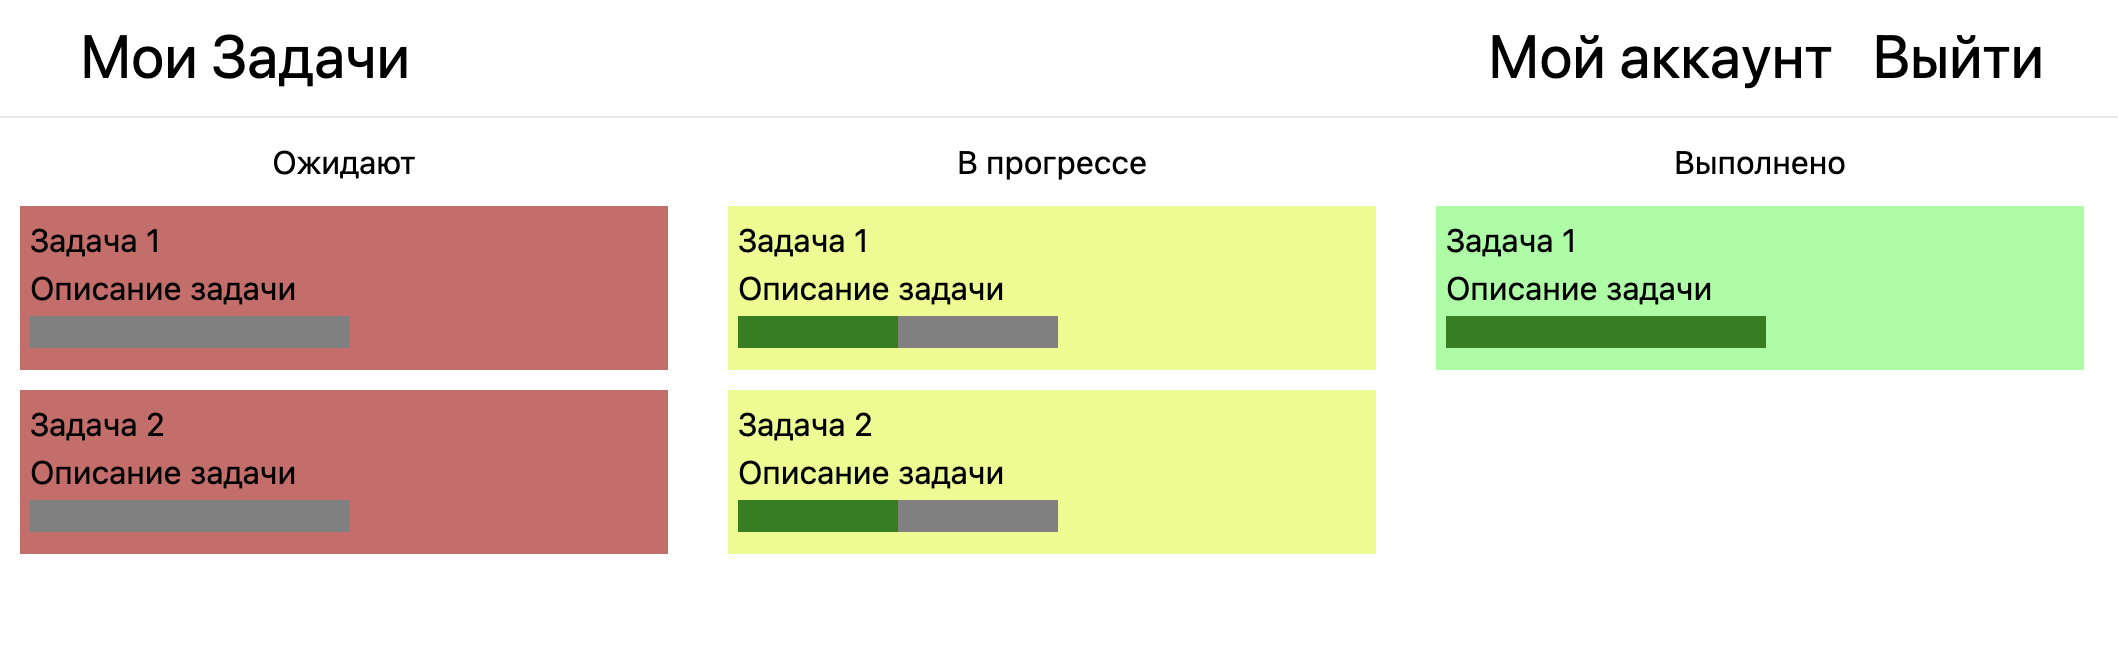 Мои Задачи
Мой аккаунт Выйти
Ожидают
Задача 1
Описание задачи
Задача 2
Описание задачи
В прогрессе
Задача 1
Описание задачи
Задача 2
Описание задачи
Выполнено
Задача 1
Описание задачи